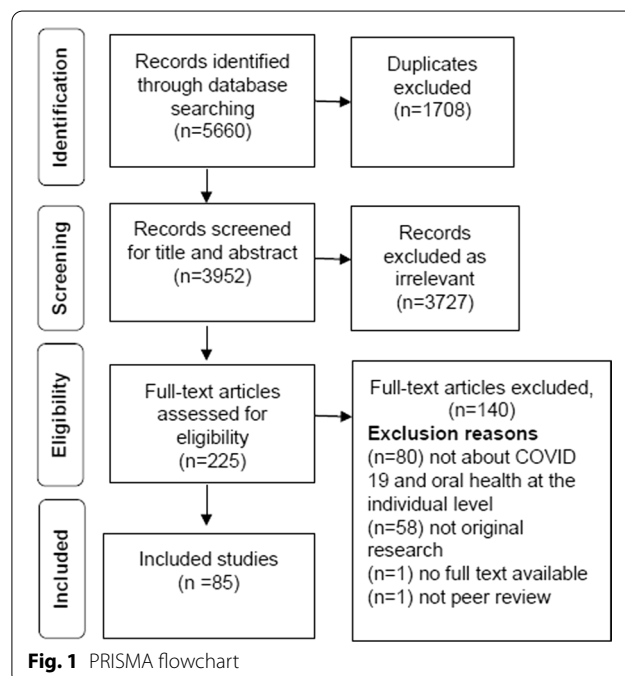 Identification
Records identified
through database
searching
(n=5660)
Duplicates
excluded
(n=1708)
Screening
Records screened
for title and abstract
(n=3952)
Records
excluded as
irrelevant
(n=3727)
Eligibility
Full-text articles
assessed for
eligibility
(n=225)
Full-text articles excluded,
(n=140)
Exclusion reasons
(n=80) not about COVID
19 and oral health at the
individual level
(n=58) not original
research
(n=1) no full text available
(n=1) not peer review
Included
Included studies
(n =85)
Fig. 1 PRISMA flowchart